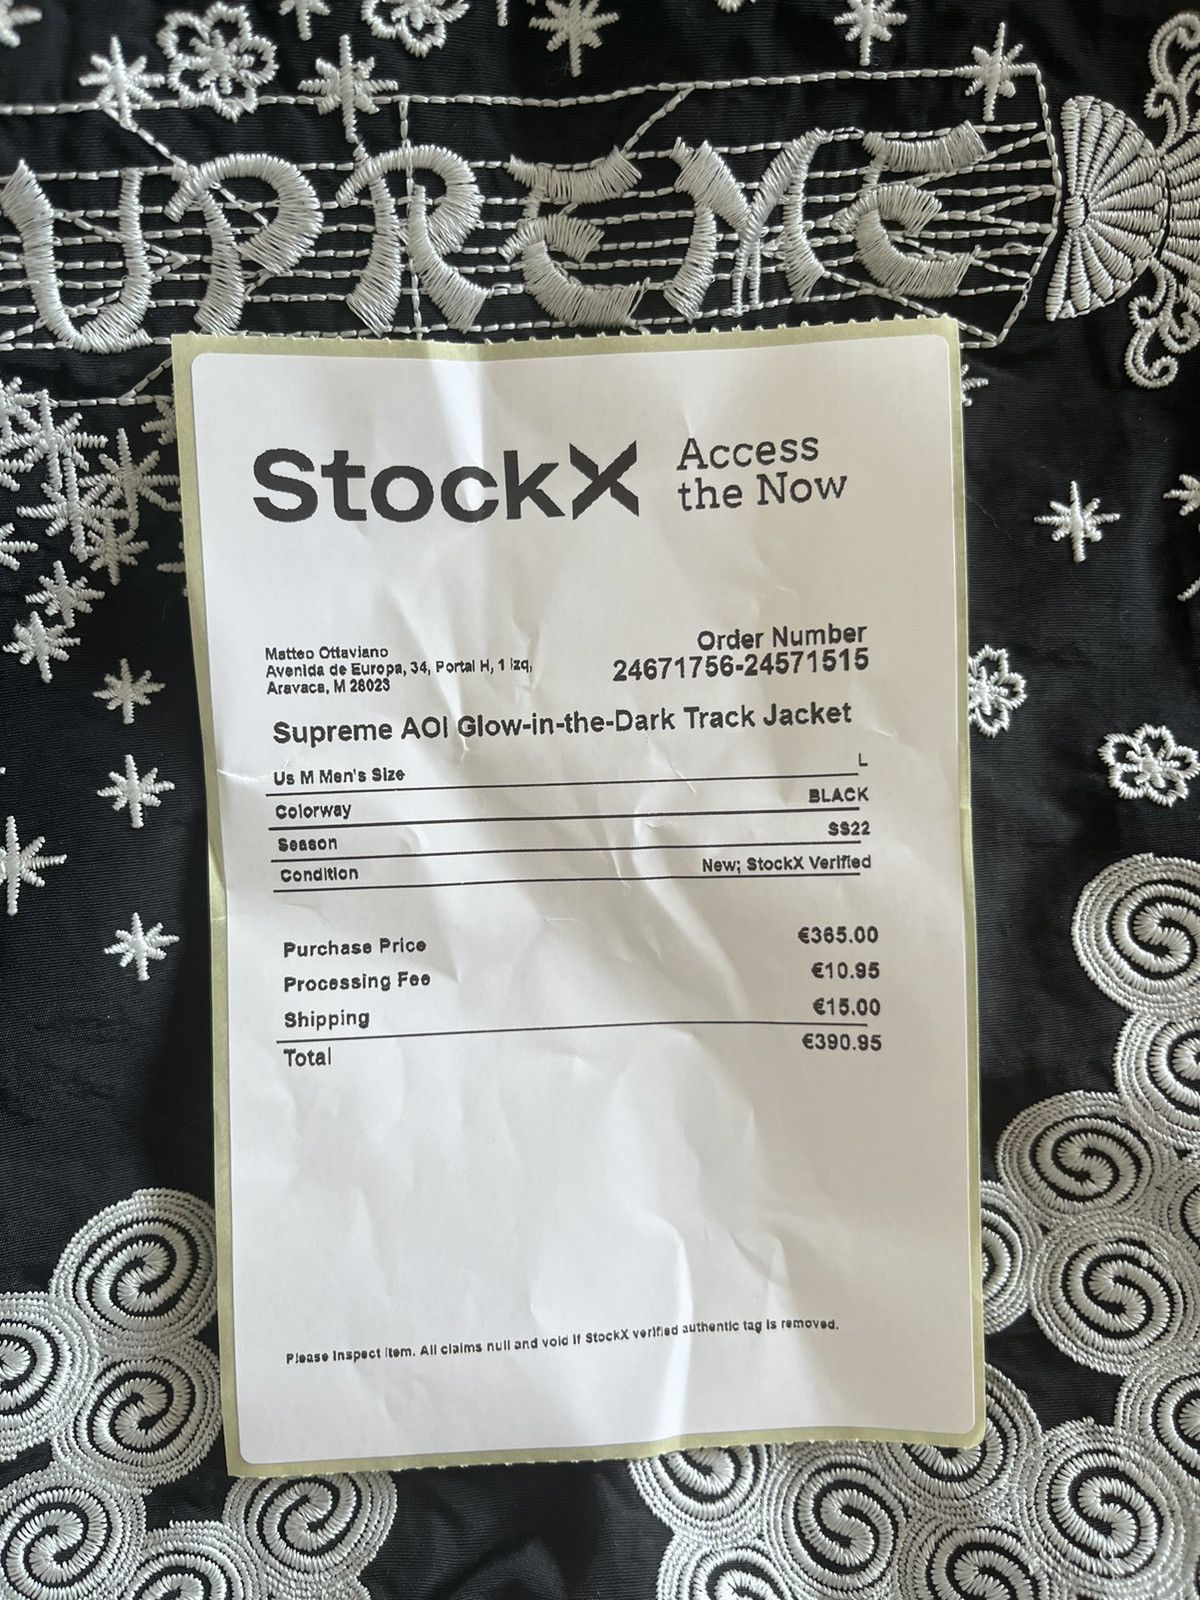 UPREME
StockX
Access
the Now
Matteo Ottaviano
Avenida de Europa, 34, Portal H, 1 izq,
Aravaca, M 28023
Order Number
24671756-24571515
Supreme AOI Glow-in-the-Dark Track Jacket
Us M Men's Size L
Colorway BLACK
Season SS22
Condition New; StockX Verified
Purchase Price €365.00
Processing Fee €10.95
Shipping €15.00
Total €390.95
Please inspect item. All claims null and void if StockX verified authentic tag is removed.